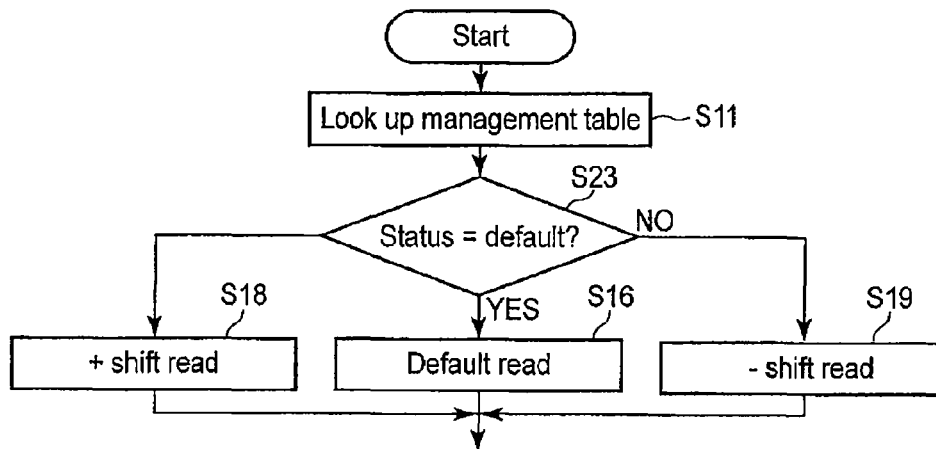 Start
Look up management table
S11
S23
Status = default?
NO
YES
S18
S16
S19
+ shift read
Default read
- shift read